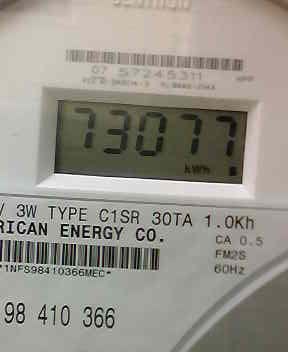 07 57245311
73077
kWh
V 3W TYPE C1SR 30TA 1.0Kh
RICAN ENERGY CO.
CA 0.5
FM2S
60Hz
*1NFS98410366MEC*
98 410 366